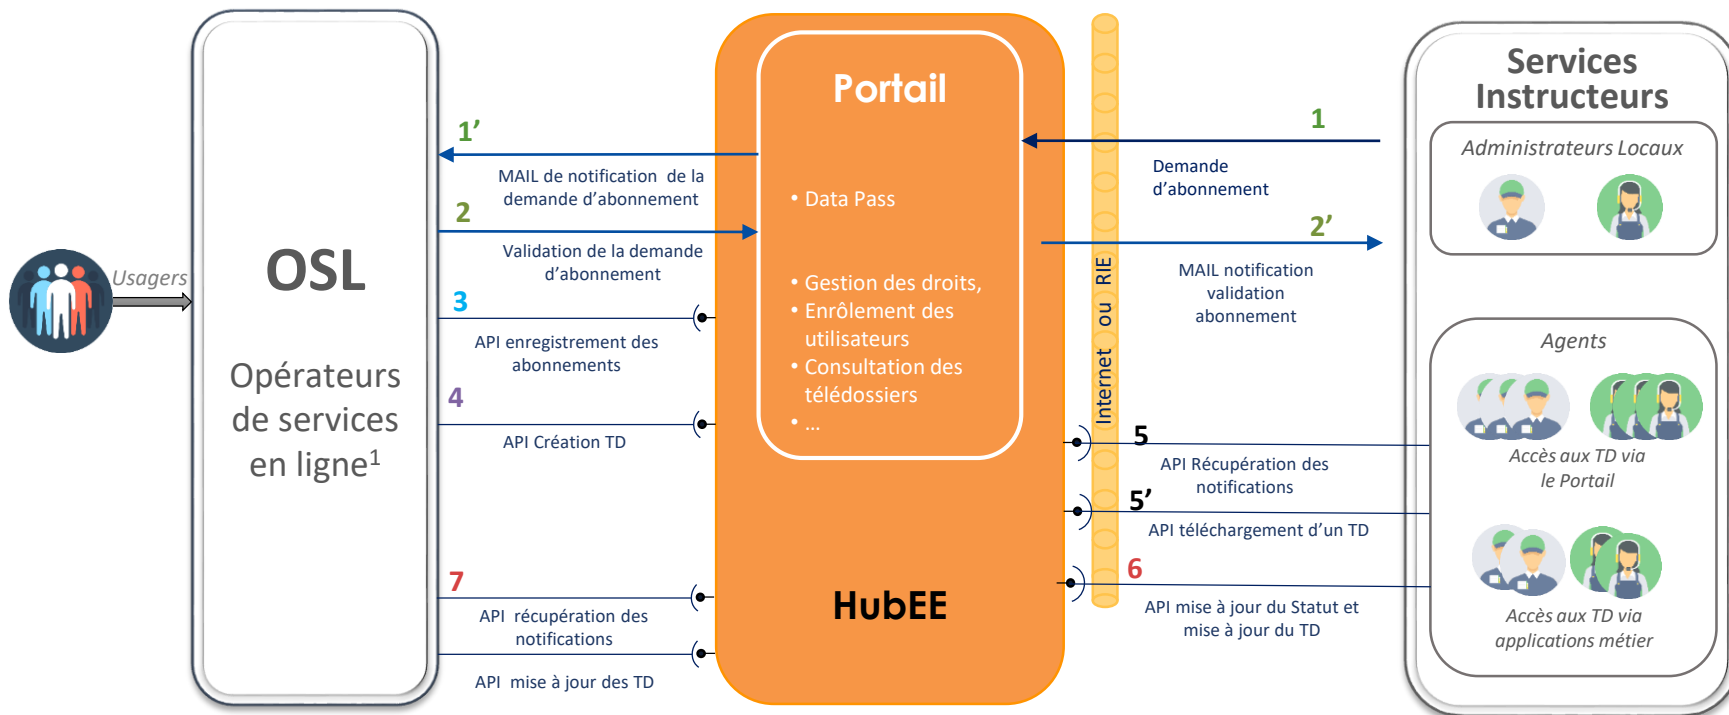 Usagers
OSL
Opérateurs
de services
en ligne1
1’
MAIL de notification de la
demande d’abonnement
2
Validation de la demande
d’abonnement
3
API enregistrement des
abonnements
4
API Création TD
7
API récupération des
notifications
API mise à jour des TD
Portail
• Data Pass
• Gestion des droits,
• Enrôlement des
utilisateurs
• Consultation des
télédossiers
• ...
HubEE
Internet ou RIE
1
Demande
d’abonnement
2’
MAIL notification
validation
abonnement
5
API Récupération des
notifications
5’
API téléchargement d’un TD
6
API mise à jour du Statut et
mise à jour du TD
Services
Instructeurs
Administrateurs Locaux
Agents
Accès aux TD via
le Portail
Accès aux TD via
applications métier